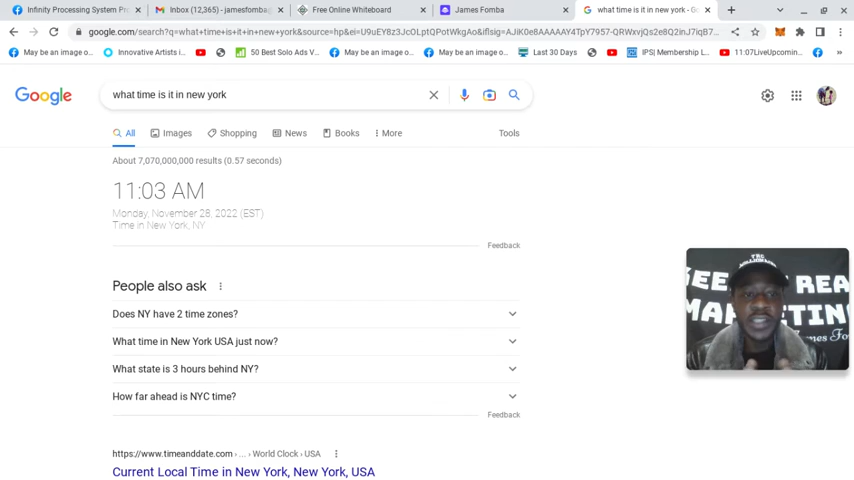 Infinity Processing System Pro
Inbox (12,365) - jamesfomba@
Free Online Whiteboard
James Fomba
what time is it in new york - Go
google.com/search?q=what+time+is+it+in+new+york&source=hp&ei=U9uEY8z3JcOLptQPotWkgAo&iflsig=AJiK0e8AAAAAY4TpY7957-QRWxvjQs2e8Q2inJ7iqB7...
May be an image o...
Innovative Artists i...
50 Best Solo Ads V...
May be an image o...
May be an image o...
Last 30 Days
IPS| Membership L...
11:07LiveUpcomin...
»
Google
what time is it in new york
All
Images
Shopping
News
Books
More
Tools
About 7,070,000,000 results (0.57 seconds)
11:03 AM
Monday, November 28, 2022 (EST)
Time in New York, NY
Feedback
People also ask
Does NY have 2 time zones?
What time in New York USA just now?
What state is 3 hours behind NY?
How far ahead is NYC time?
Feedback
https://www.timeanddate.com › ... › World Clock › USA
Current Local Time in New York, New York, USA